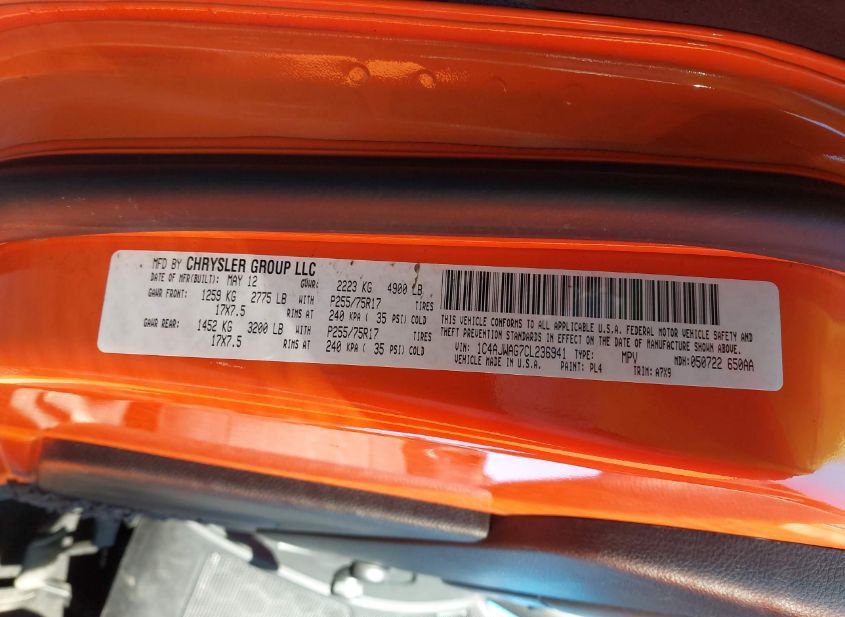 MFD BY CHRYSLER GROUP LLC
DATE OF MFR(BUILT): MAY 12 GVWR: 2223 KG 4900 LB
GAWR FRONT: 1259 KG 2775 LB WITH P255/75R17 TIRES
17X7.5 RIMS AT 240 KPA ( 35 PSI) COLD
GAWR REAR: 1452 KG 3200 LB WITH P255/75R17 TIRES
17X7.5 RIMS AT 240 KPA ( 35 PSI) COLD
THIS VEHICLE CONFORMS TO ALL APPLICABLE U.S.A. FEDERAL MOTOR VEHICLE SAFETY AND
THEFT PREVENTION STANDARDS IN EFFECT ON THE DATE OF MANUFACTURE SHOWN ABOVE.
VIN: 1C4AJWAG7CL236941 TYPE: MPV MDH:050722 650AA
VEHICLE MADE IN U.S.A. PAINT: PL4 TRIM: A7X9